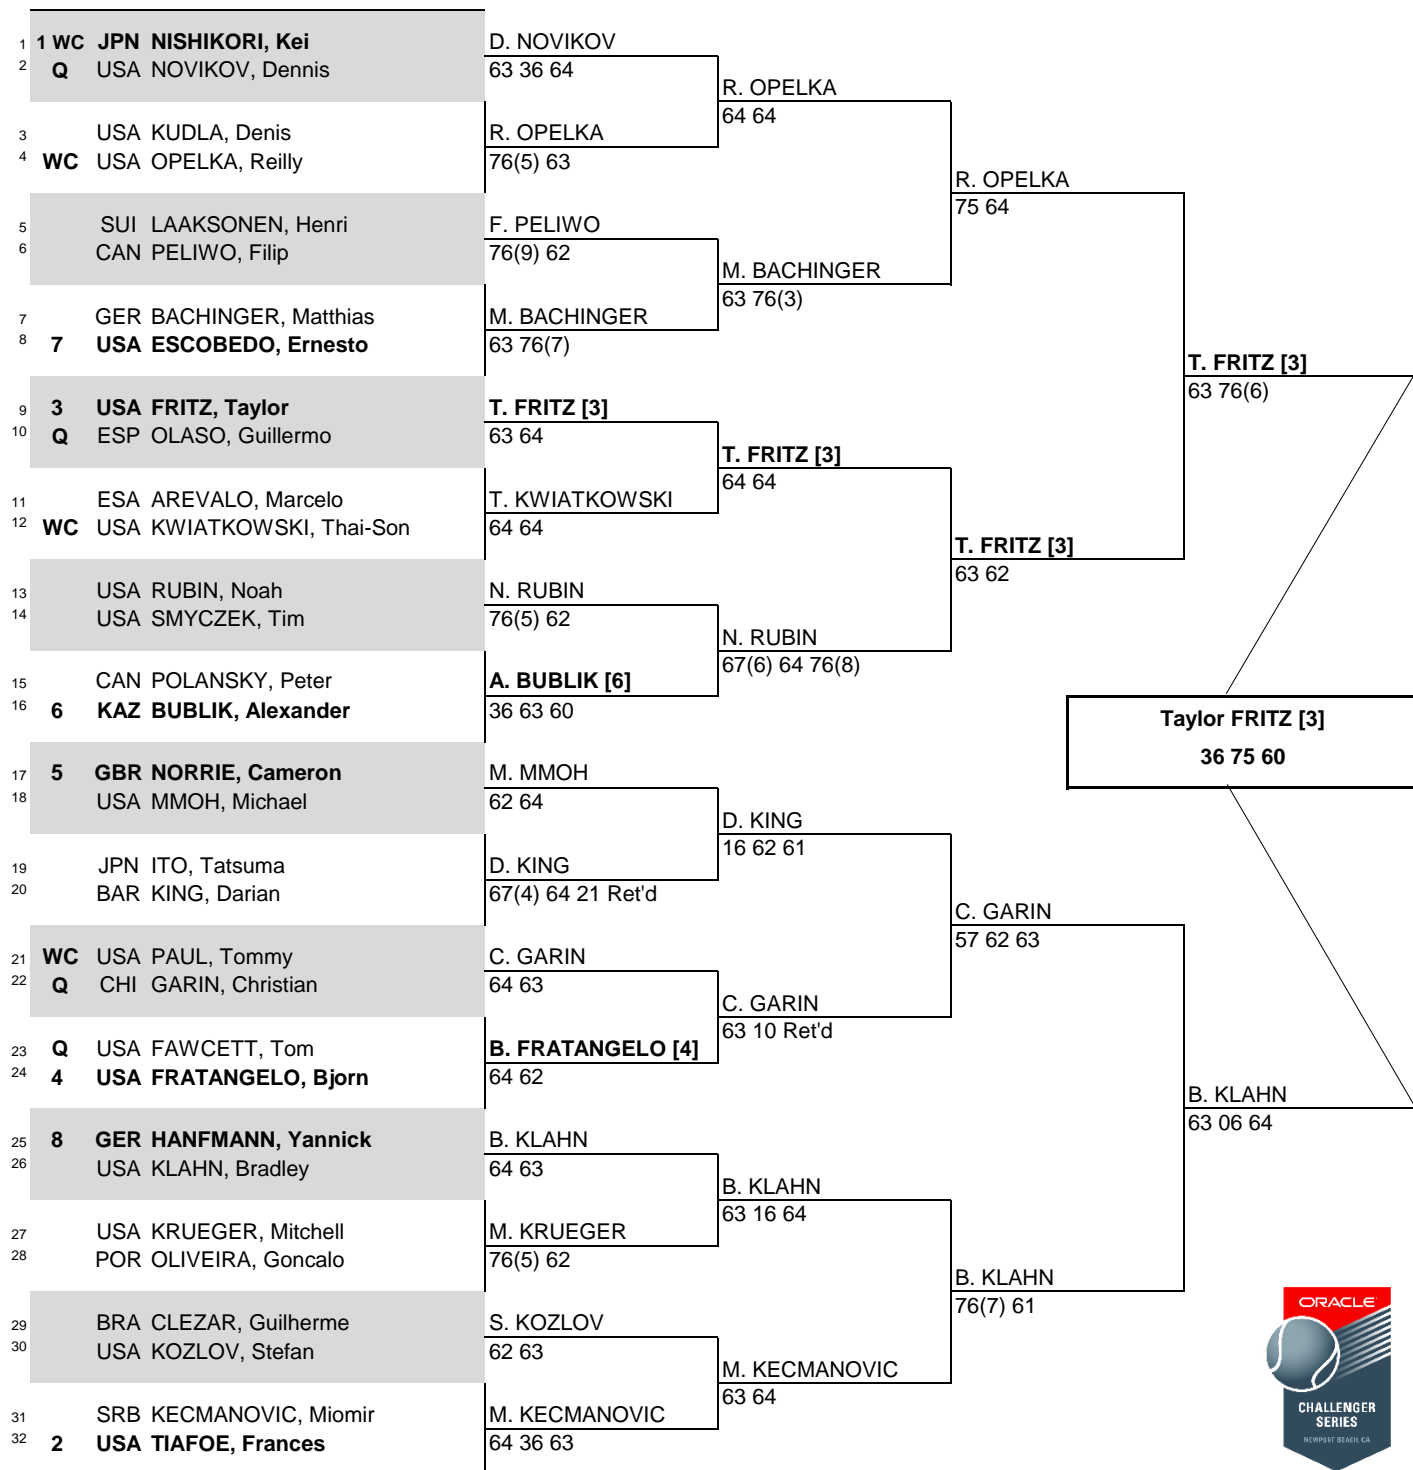 1 1 WC JPN NISHIKORI, Kei
2 Q USA NOVIKOV, Dennis
3 USA KUDLA, Denis
4 WC USA OPELKA, Reilly
5 SUI LAAKSONEN, Henri
6 CAN PELIWO, Filip
7 GER BACHINGER, Matthias
8 7 USA ESCOBEDO, Ernesto
9 3 USA FRITZ, Taylor
10 Q ESP OLASO, Guillermo
11 ESA AREVALO, Marcelo
12 WC USA KWIATKOWSKI, Thai-Son
13 USA RUBIN, Noah
14 USA SMYCZEK, Tim
15 CAN POLANSKY, Peter
16 6 KAZ BUBLIK, Alexander
17 5 GBR NORRIE, Cameron
18 USA MMOH, Michael
19 JPN ITO, Tatsuma
20 BAR KING, Darian
21 WC USA PAUL, Tommy
22 Q CHI GARIN, Christian
23 Q USA FAWCETT, Tom
24 4 USA FRATANGELO, Bjorn
25 8 GER HANFMANN, Yannick
26 USA KLAHN, Bradley
27 USA KRUEGER, Mitchell
28 POR OLIVEIRA, Goncalo
29 BRA CLEZAR, Guilherme
30 USA KOZLOV, Stefan
31 SRB KECMANOVIC, Miomir
32 2 USA TIAFOE, Frances
D. NOVIKOV
63 36 64
R. OPELKA
76(5) 63
F. PELIWO
76(9) 62
M. BACHINGER
63 76(7)
T. FRITZ [3]
63 64
T. KWIATKOWSKI
64 64
N. RUBIN
76(5) 62
A. BUBLIK [6]
36 63 60
M. MMOH
62 64
D. KING
67(4) 64 21 Ret'd
C. GARIN
64 63
B. FRATANGELO [4]
64 62
B. KLAHN
64 63
M. KRUEGER
76(5) 62
S. KOZLOV
62 63
M. KECMANOVIC
64 36 63
R. OPELKA
64 64
M. BACHINGER
63 76(3)
T. FRITZ [3]
64 64
N. RUBIN
67(6) 64 76(8)
D. KING
16 62 61
C. GARIN
63 10 Ret'd
B. KLAHN
63 16 64
M. KECMANOVIC
63 64
R. OPELKA
75 64
T. FRITZ [3]
63 62
C. GARIN
57 62 63
B. KLAHN
76(7) 61
T. FRITZ [3]
63 76(6)
B. KLAHN
63 06 64
Taylor FRITZ [3]
36 75 60
ORACLE
CHALLENGER
SERIES
NEWPORT BEACH, CA